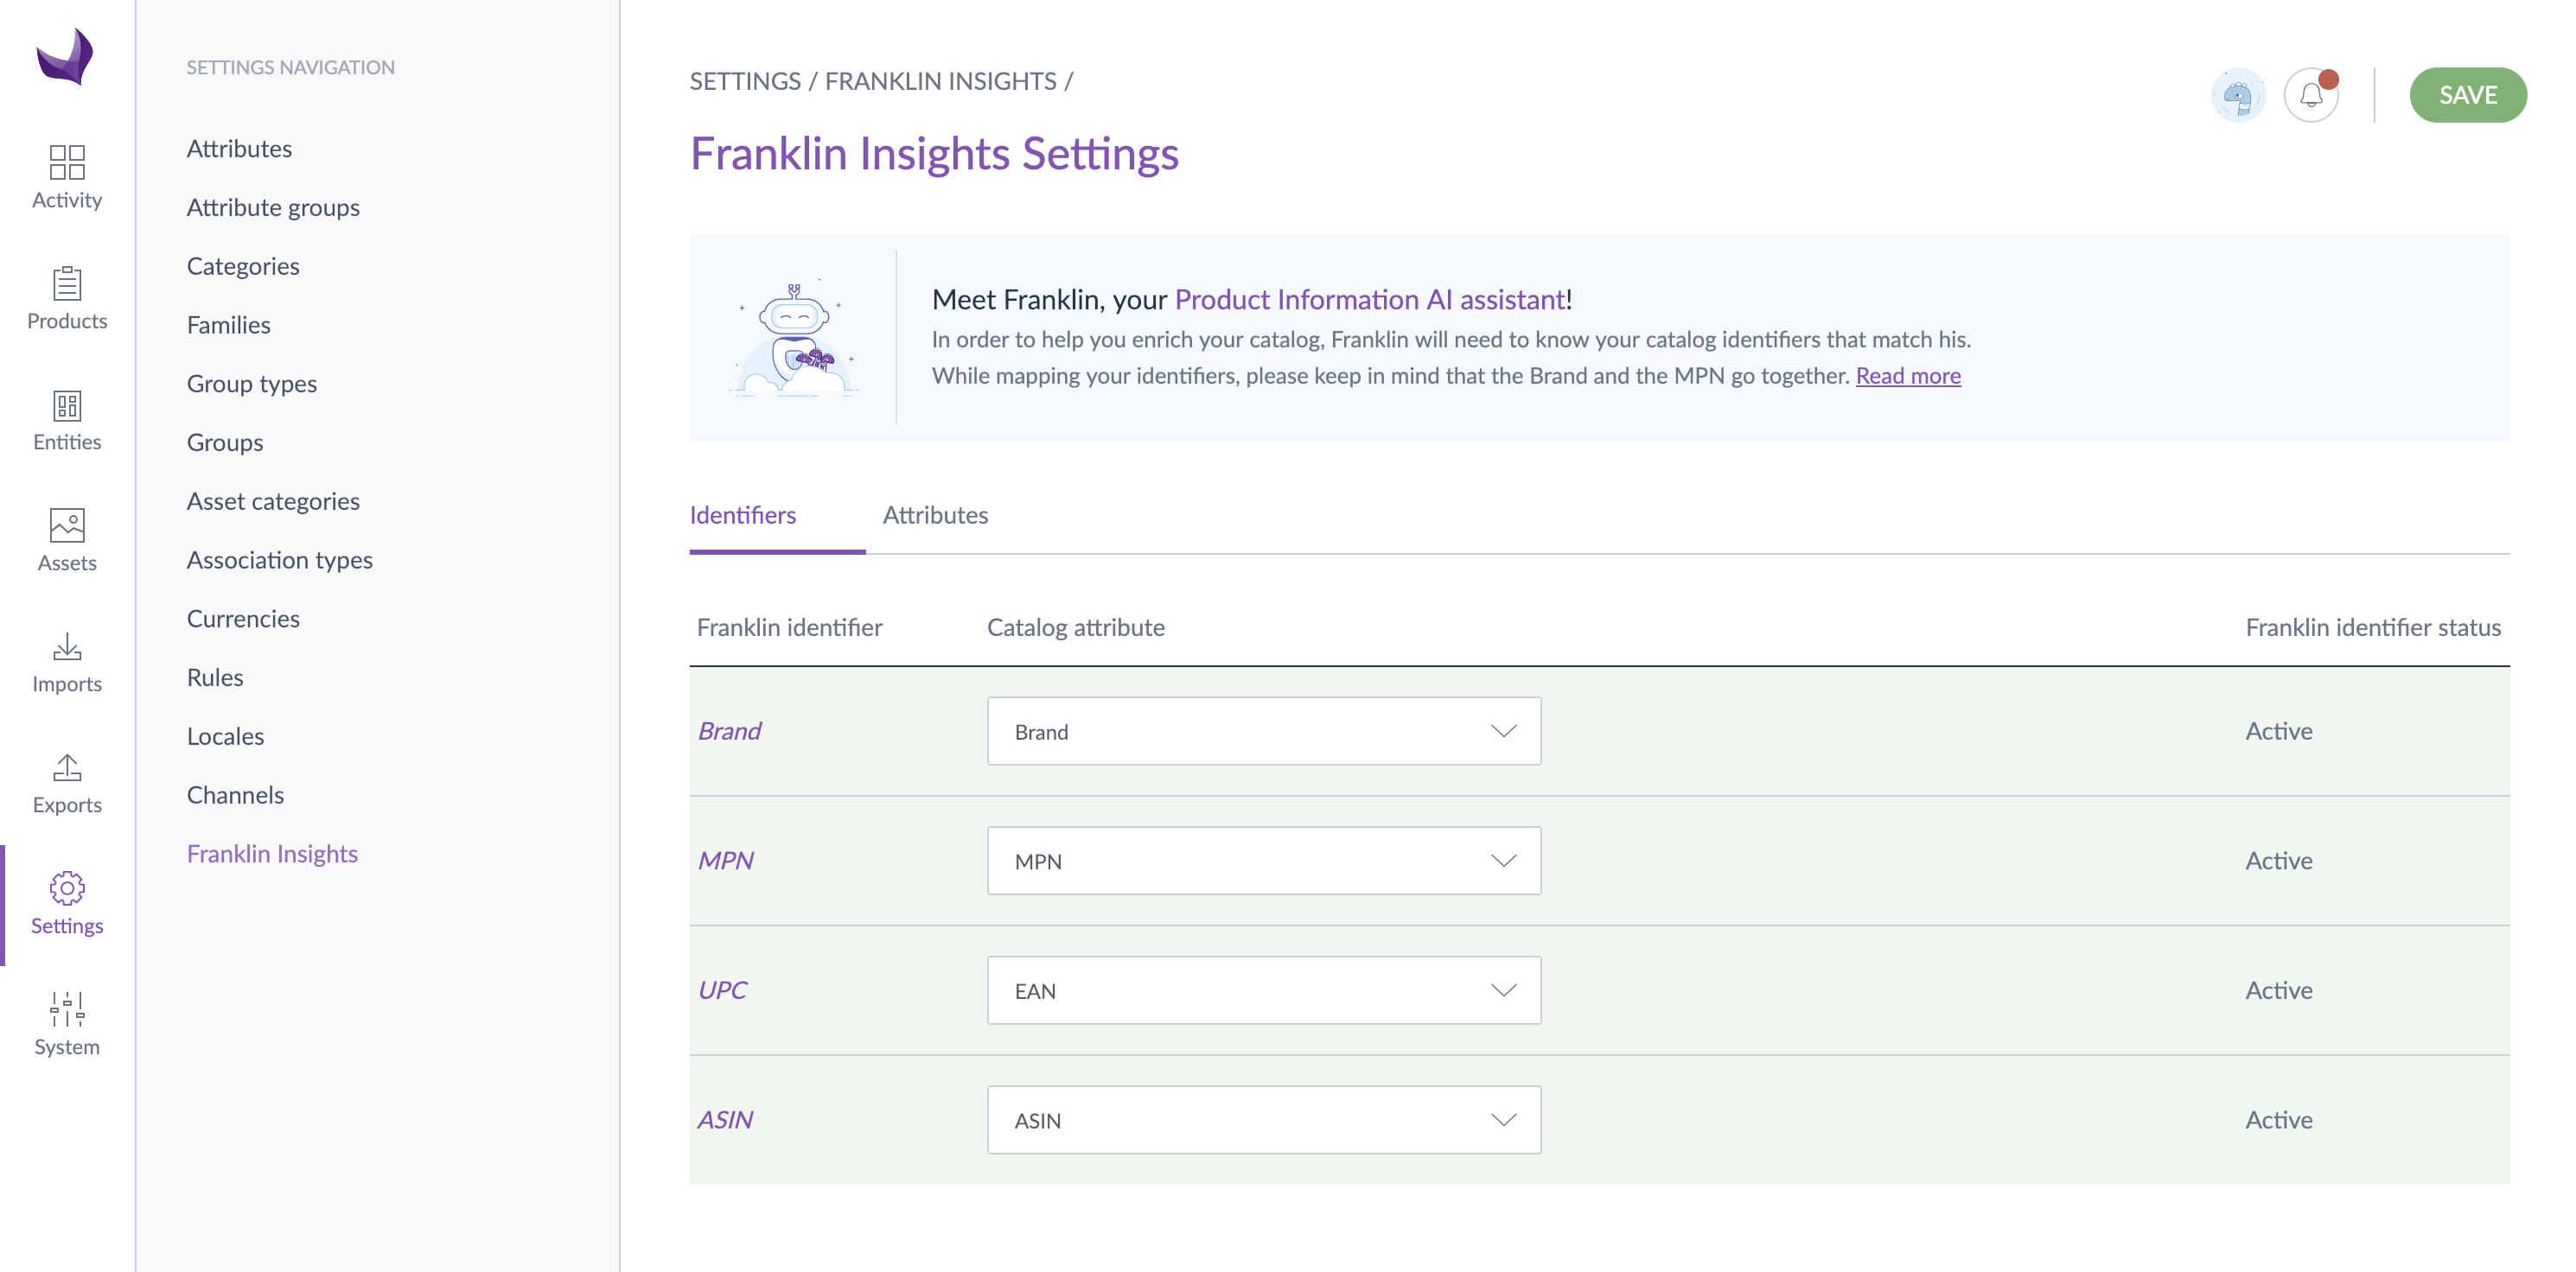 Activity
Products
Entities
Assets
Imports
Exports
Settings
System
SETTINGS NAVIGATION
Attributes
Attribute groups
Categories
Families
Group types
Groups
Asset categories
Association types
Currencies
Rules
Locales
Channels
Franklin Insights
SETTINGS / FRANKLIN INSIGHTS /
SAVE
Franklin Insights Settings
Meet Franklin, your Product Information AI assistant!
In order to help you enrich your catalog, Franklin will need to know your catalog identifiers that match his.
While mapping your identifiers, please keep in mind that the Brand and the MPN go together. Read more
Identifiers Attributes
Franklin identifier Catalog attribute Franklin identifier status
Brand Brand Active
MPN MPN Active
UPC EAN Active
ASIN ASIN Active